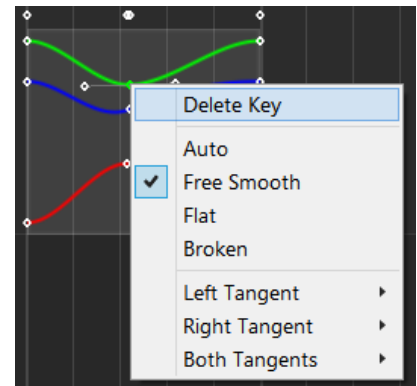 Delete Key
Auto
Free Smooth
Flat
Broken
Left Tangent
Right Tangent
Both Tangents